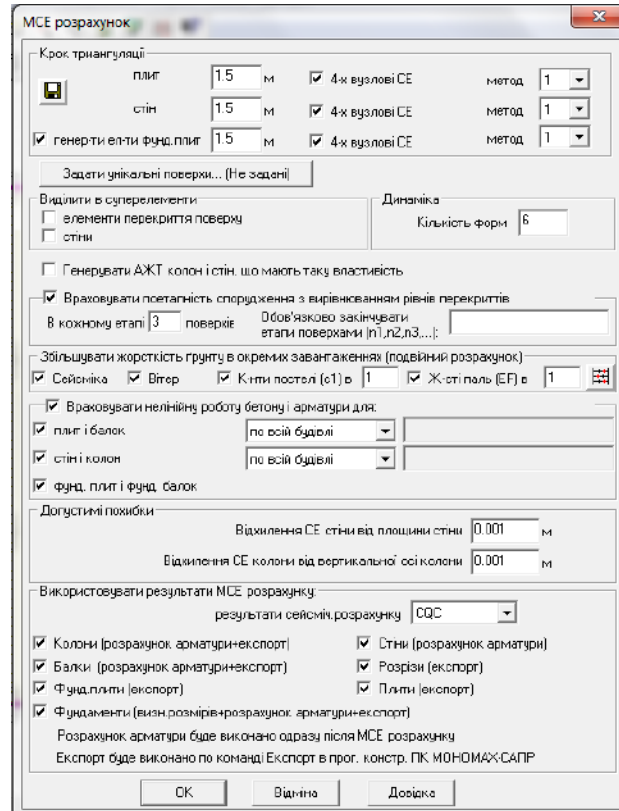 МСЕ розрахунок
Крок триангуляції
плит 1.5 м 4-х вузлові СЕ метод 1
стін 1.5 м 4-х вузлові СЕ метод 1
генер-ти ел-ти фунд.плит 1.5 м 4-х вузлові СЕ метод 1
Задати унікальні поверхи... (Не задані)
Виділити в суперелементи
елементи перекриття поверху
стіни
Динаміка
Кількість форм 6
Генерувати АЖТ колон і стін, що мають таку властивість
Враховувати поетапність спорудження з вирівнюванням рівнів перекриттів
В кожному етапі 3 поверхів
Обов'язково закінчувати
етапи поверхами (n1,n2,n3,...):
Збільшувати жорсткість ґрунту в окремих завантаженнях (подвійний розрахунок)
Сейсміка Вітер К-нти постелі (c1) в 1 Ж-сті паль (EF) в 1
Враховувати нелінійну роботу бетону і арматури для:
плит і балок по всій будівлі
стін і колон по всій будівлі
фунд. плит і фунд. балок
Допустимі похибки
Відхилення СЕ стіни від площини стіни 0.001 м
Відхилення СЕ колони від вертикальної осі колони 0.001 м
Використовувати результати МСЕ розрахунку:
результати сейсміч.розрахунку CQC
Колони (розрахунок арматури+експорт) Стіни (розрахунок арматури)
Балки (розрахунок арматури+експорт) Розрізи (експорт)
Фунд.плити (експорт) Плити (експорт)
Фундаменти (визн.розмірів+розрахунок арматури+експорт)
Розрахунок арматури буде виконано одразу після МСЕ розрахунку
Експорт буде виконано по команді Експорт в прог. констр. ПК МОНОМАХ-САПР
OK Відміна Довідка